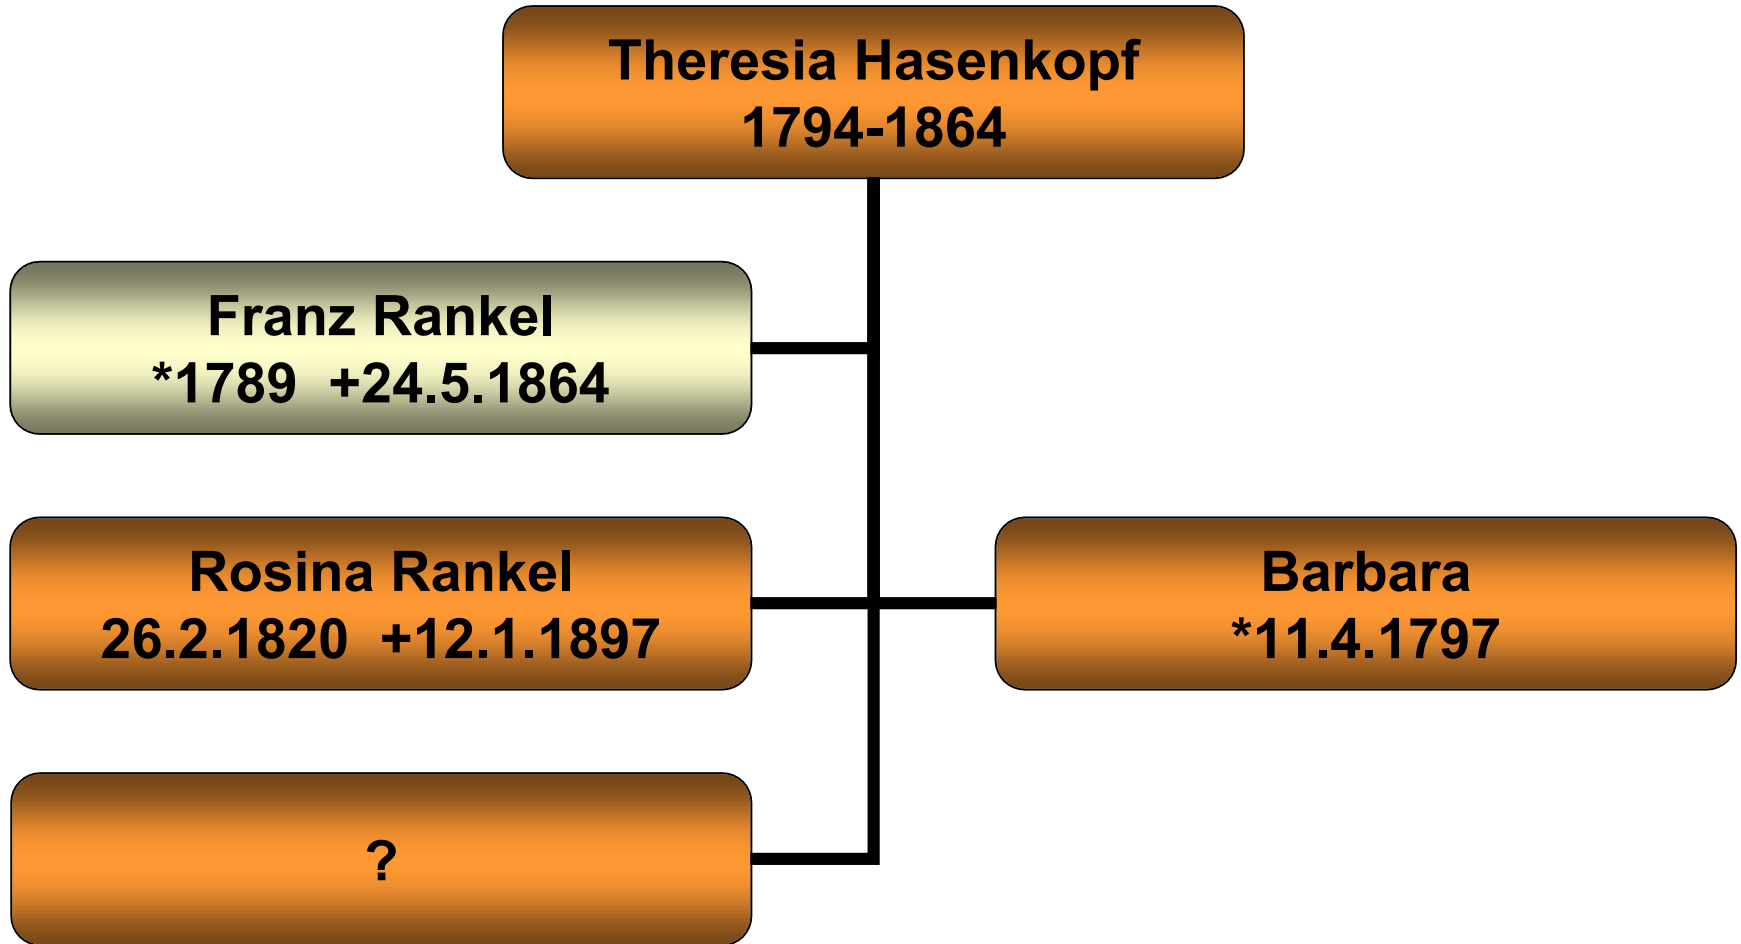 Theresia Hasenkopf
1794-1864
Franz Rankel
*1789  +24.5.1864
Rosina Rankel
26.2.1820  +12.1.1897
Barbara
*11.4.1797
?